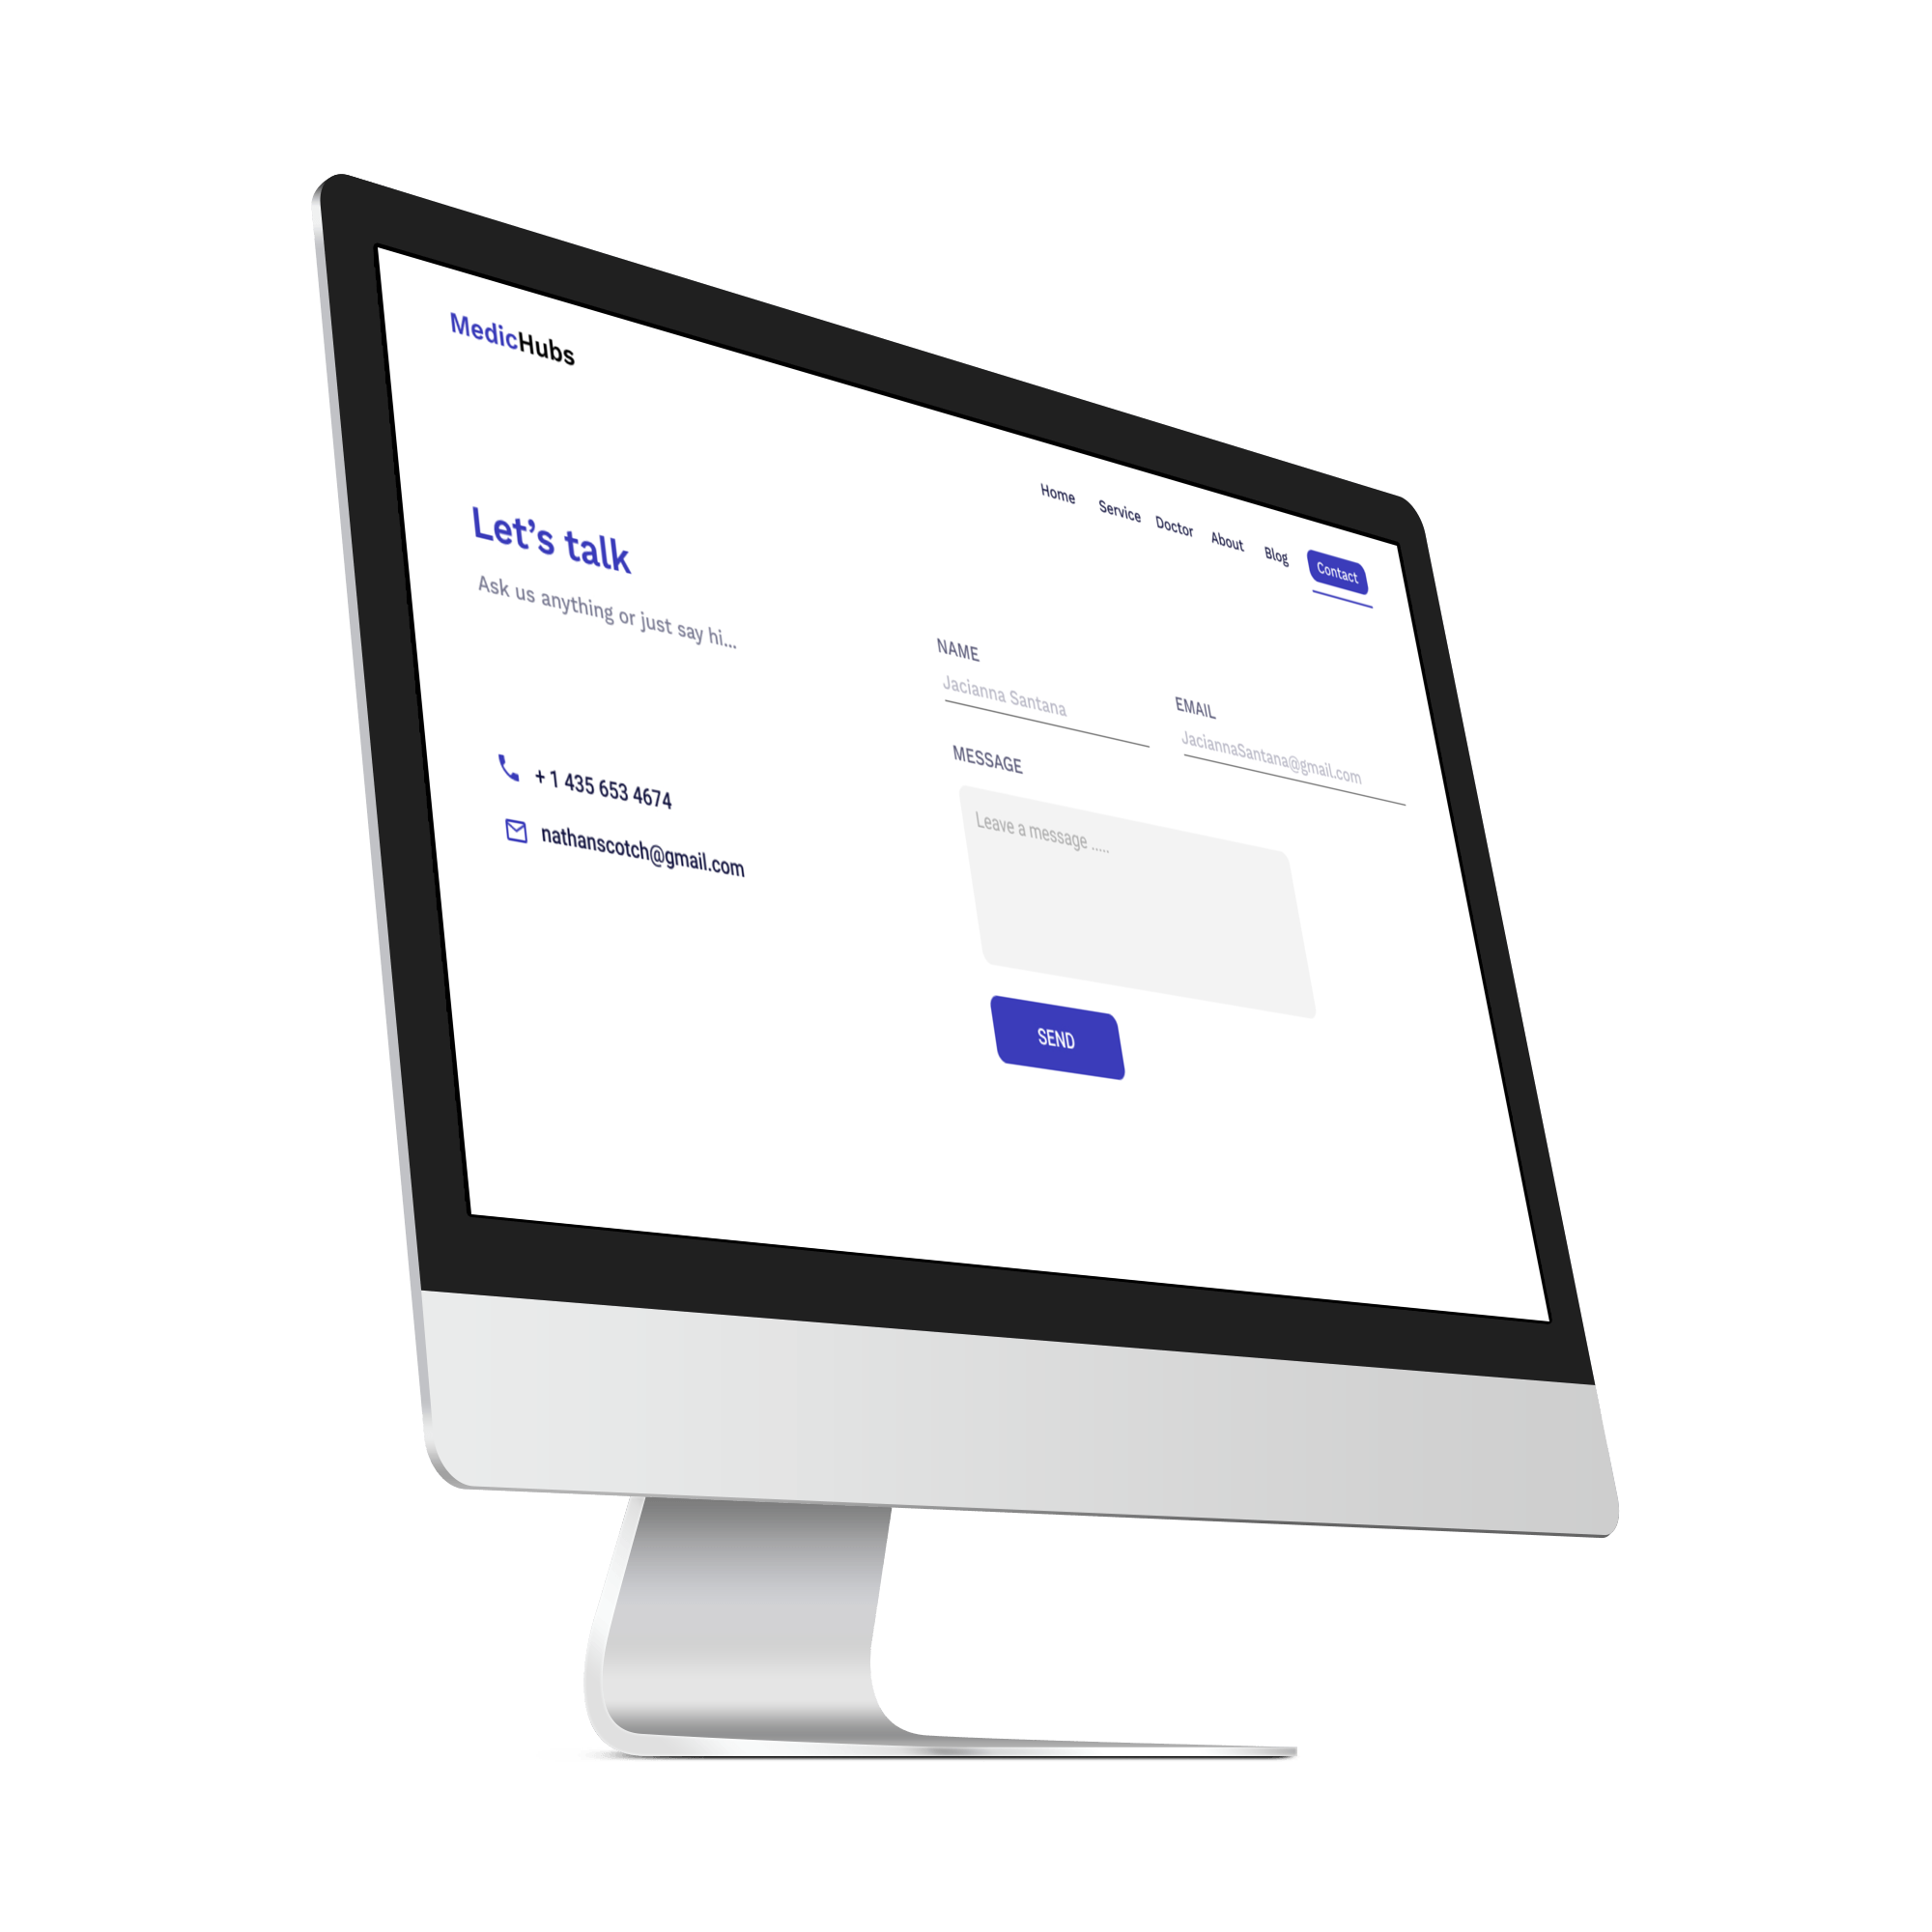 MedicHubs
Home Service Doctor About Blog Contact
Let's talk
Ask us anything or just say hi...
+ 1 435 653 4674
nathanscotch@gmail.com
NAME
Jacianna Santana
EMAIL
JaciannaSantana@gmail.com
MESSAGE
Leave a message .....
SEND